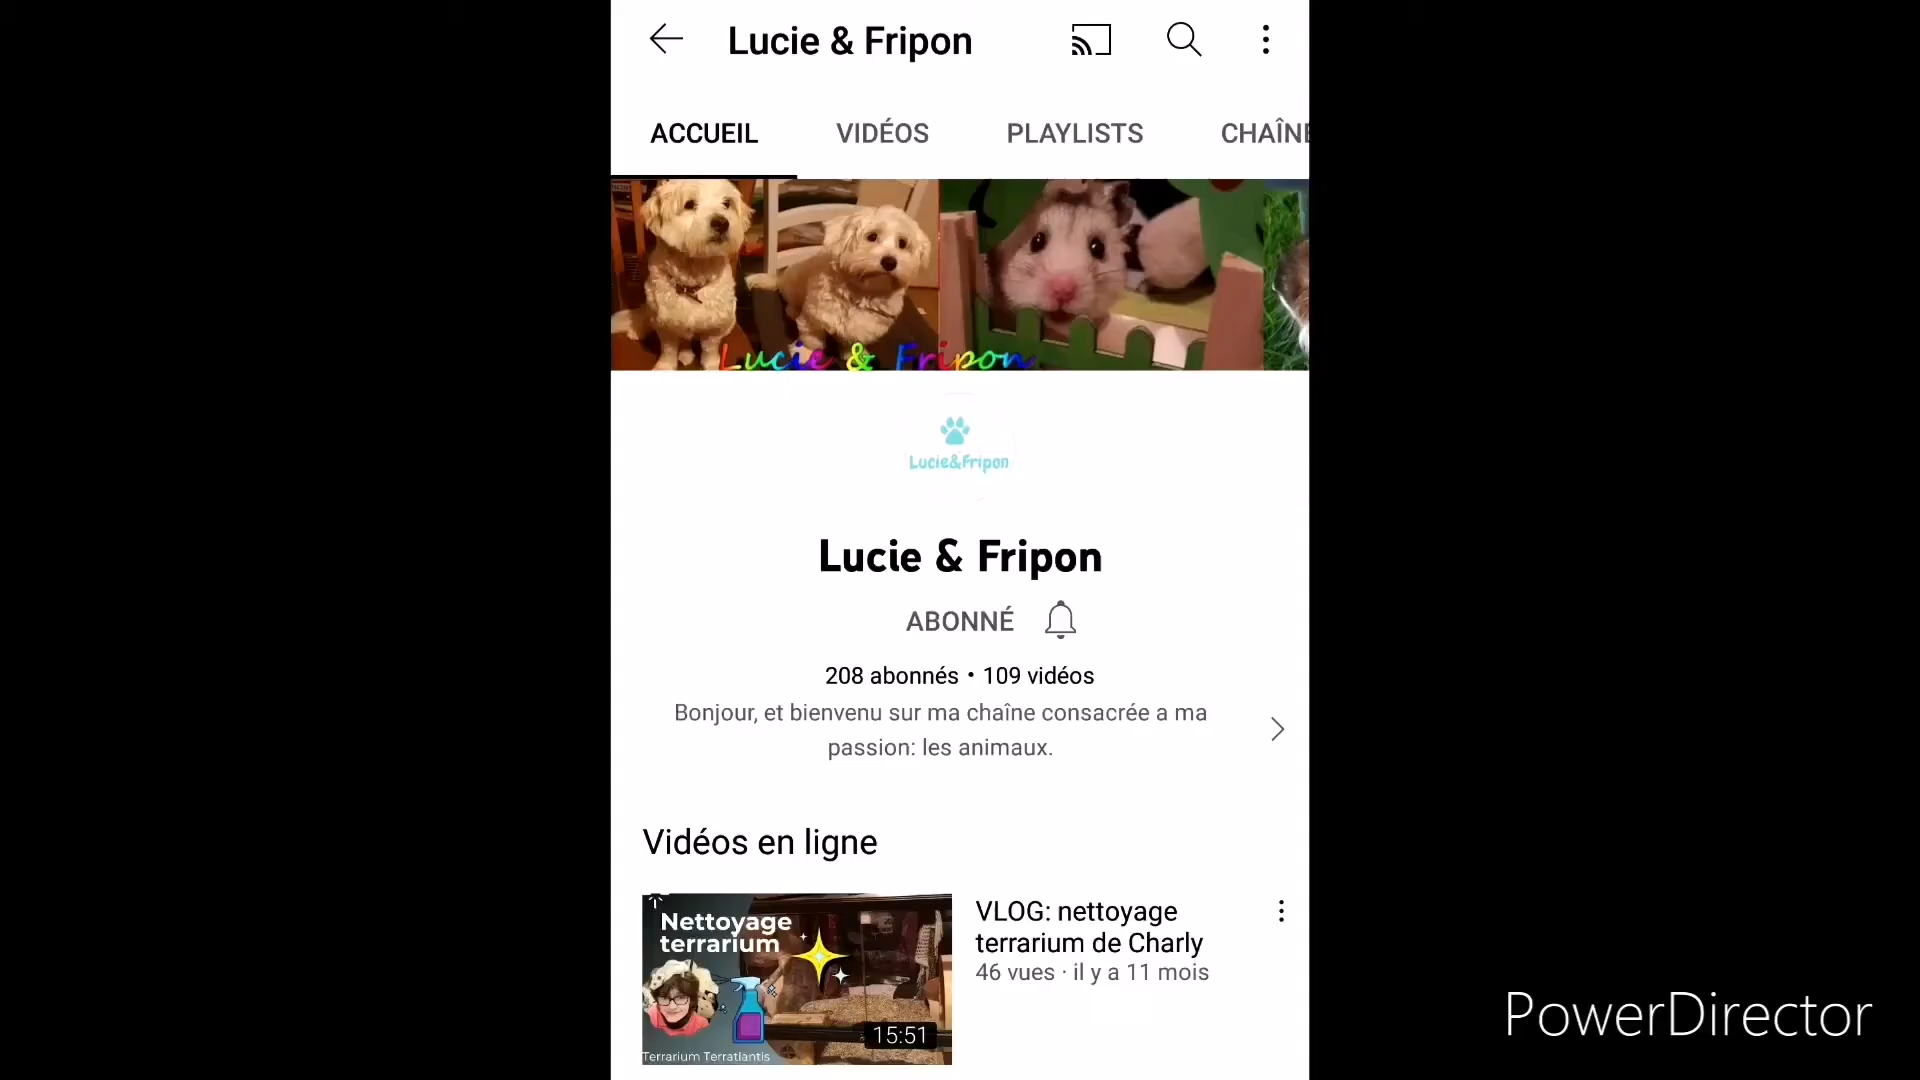 Lucie & Fripon
ACCUEIL VIDÉOS PLAYLISTS CHAÎNE
Lucie & Fripon
Lucie&Fripon
Lucie & Fripon
ABONNÉ
208 abonnés • 109 vidéos
Bonjour, et bienvenu sur ma chaîne consacrée a ma
passion: les animaux.
Vidéos en ligne
Nettoyage
terrarium
15:51
Terrarium Terratlantis
VLOG: nettoyage
terrarium de Charly
46 vues · il y a 11 mois
PowerDirector